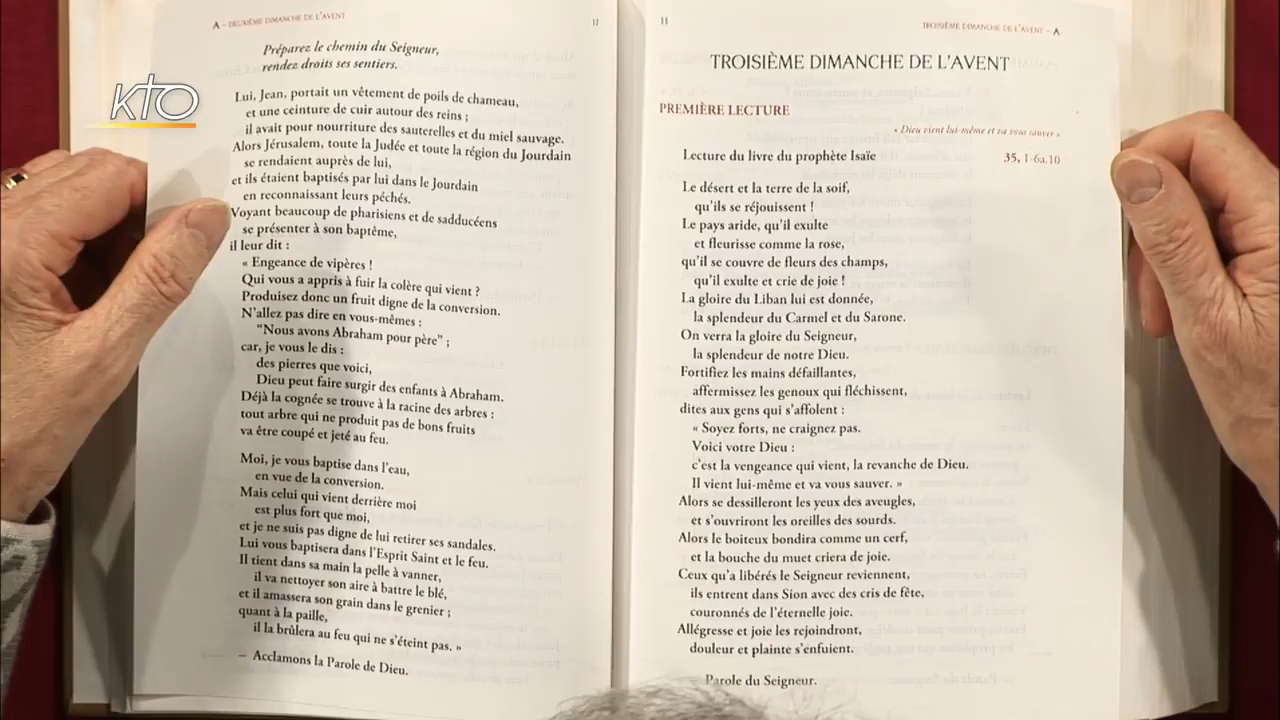 A – DEUXIÈME DIMANCHE DE L'AVENT
Préparez le chemin du Seigneur,
rendez droits ses sentiers.
KTO
Lui, Jean, portait un vêtement de poils de chameau,
et une ceinture de cuir autour des reins ;
il avait pour nourriture des sauterelles et du miel sauvage.
Alors Jérusalem, toute la Judée et toute la région du Jourdain
se rendaient auprès de lui,
et ils étaient baptisés par lui dans le Jourdain
en reconnaissant leurs péchés.
Voyant beaucoup de pharisiens et de sadducéens
se présenter à son baptême,
il leur dit :
« Engeance de vipères !
Qui vous a appris à fuir la colère qui vient ?
Produisez donc un fruit digne de la conversion.
N'allez pas dire en vous-mêmes :
“Nous avons Abraham pour père” ;
car, je vous le dis :
des pierres que voici,
Dieu peut faire surgir des enfants à Abraham.
Déjà la cognée se trouve à la racine des arbres :
tout arbre qui ne produit pas de bons fruits
va être coupé et jeté au feu.
Moi, je vous baptise dans l'eau,
en vue de la conversion.
Mais celui qui vient derrière moi
est plus fort que moi,
et je ne suis pas digne de lui retirer ses sandales.
Lui vous baptisera dans l'Esprit Saint et le feu.
Il tient dans sa main la pelle à vanner,
il va nettoyer son aire à battre le blé,
et il amassera son grain dans le grenier ;
quant à la paille,
il la brûlera au feu qui ne s'éteint pas. »
– Acclamons la Parole de Dieu.
11 TROISIÈME DIMANCHE DE L'AVENT – A
TROISIÈME DIMANCHE DE L'AVENT
PREMIÈRE LECTURE
« Dieu vient lui-même et va vous sauver »
Lecture du livre du prophète Isaïe 35, 1-6a.10
Le désert et la terre de la soif,
qu'ils se réjouissent !
Le pays aride, qu'il exulte
et fleurisse comme la rose,
qu'il se couvre de fleurs des champs,
qu'il exulte et crie de joie !
La gloire du Liban lui est donnée,
la splendeur du Carmel et du Sarone.
On verra la gloire du Seigneur,
la splendeur de notre Dieu.
Fortifiez les mains défaillantes,
affermissez les genoux qui fléchissent,
dites aux gens qui s'affolent :
« Soyez forts, ne craignez pas.
Voici votre Dieu :
c'est la vengeance qui vient, la revanche de Dieu.
Il vient lui-même et va vous sauver. »
Alors se dessilleront les yeux des aveugles,
et s'ouvriront les oreilles des sourds.
Alors le boiteux bondira comme un cerf,
et la bouche du muet criera de joie.
Ceux qu'a libérés le Seigneur reviennent,
ils entrent dans Sion avec des cris de fête,
couronnés de l'éternelle joie.
Allégresse et joie les rejoindront,
douleur et plainte s'enfuient.
– Parole du Seigneur.